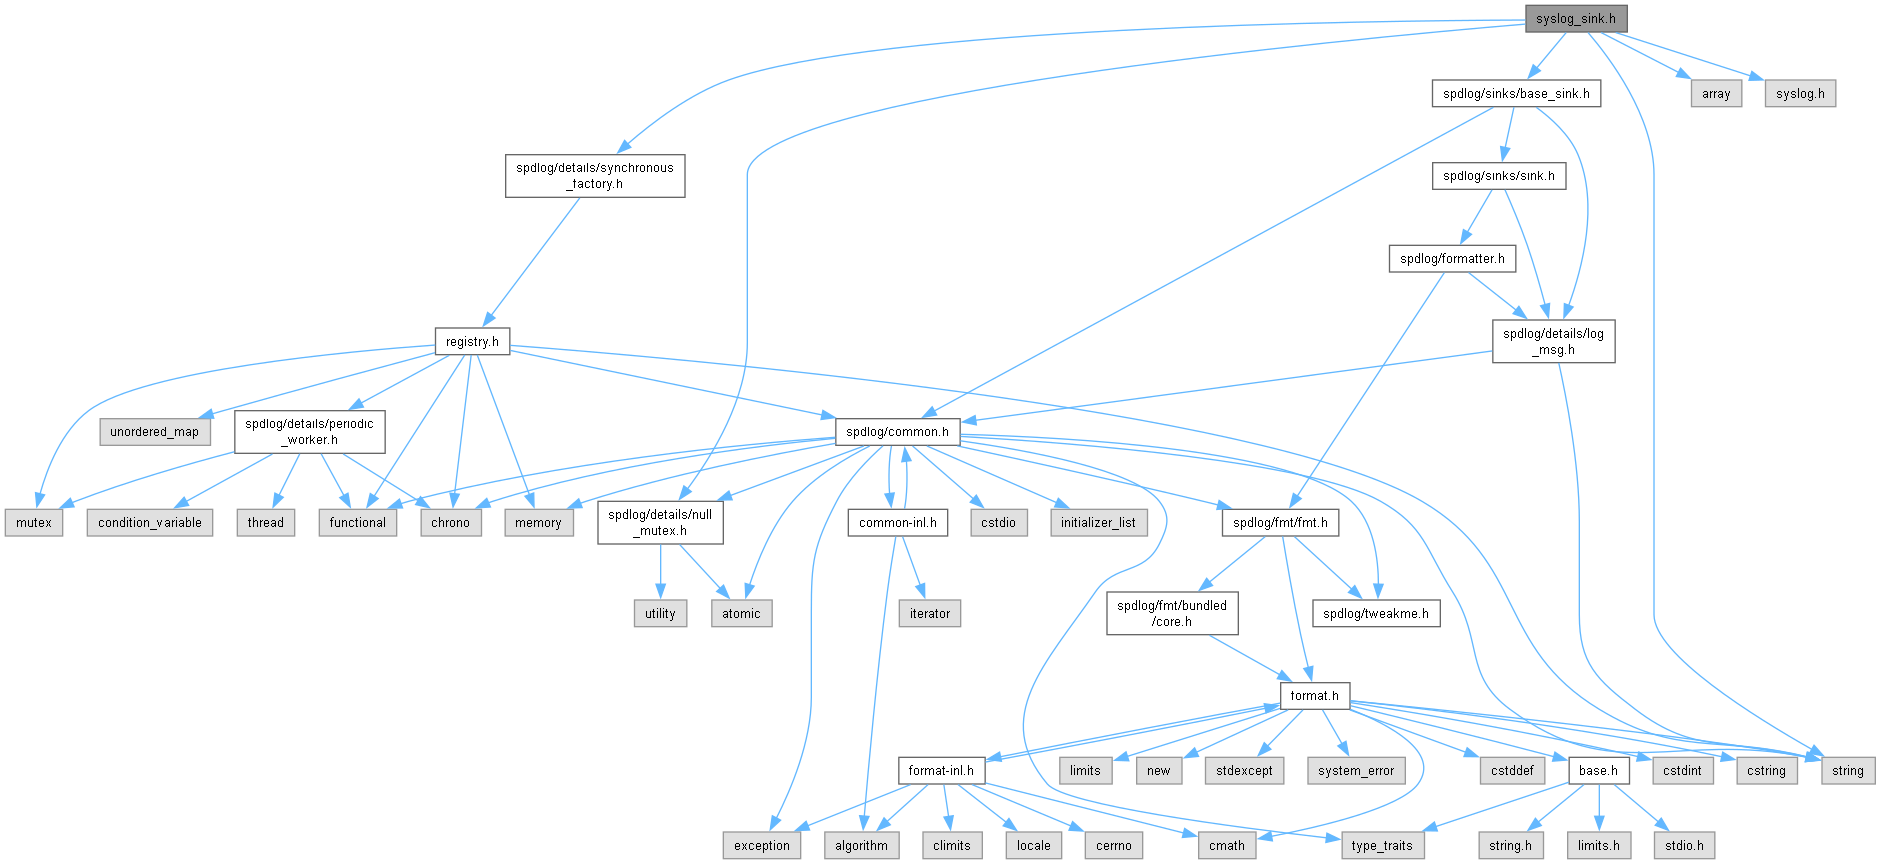 syslog_sink.h
spdlog/sinks/base_sink.h
array
syslog.h
spdlog/details/synchronous
_factory.h
spdlog/sinks/sink.h
spdlog/formatter.h
registry.h
spdlog/details/log
_msg.h
unordered_map
spdlog/details/periodic
_worker.h
spdlog/common.h
mutex
condition_variable
thread
functional
chrono
memory
spdlog/details/null
_mutex.h
common-inl.h
cstdio
initializer_list
spdlog/fmt/fmt.h
utility
atomic
iterator
spdlog/fmt/bundled
/core.h
spdlog/tweakme.h
format.h
format-inl.h
limits
new
stdexcept
system_error
cstddef
base.h
cstdint
cstring
string
exception
algorithm
climits
locale
cerrno
cmath
type_traits
string.h
limits.h
stdio.h